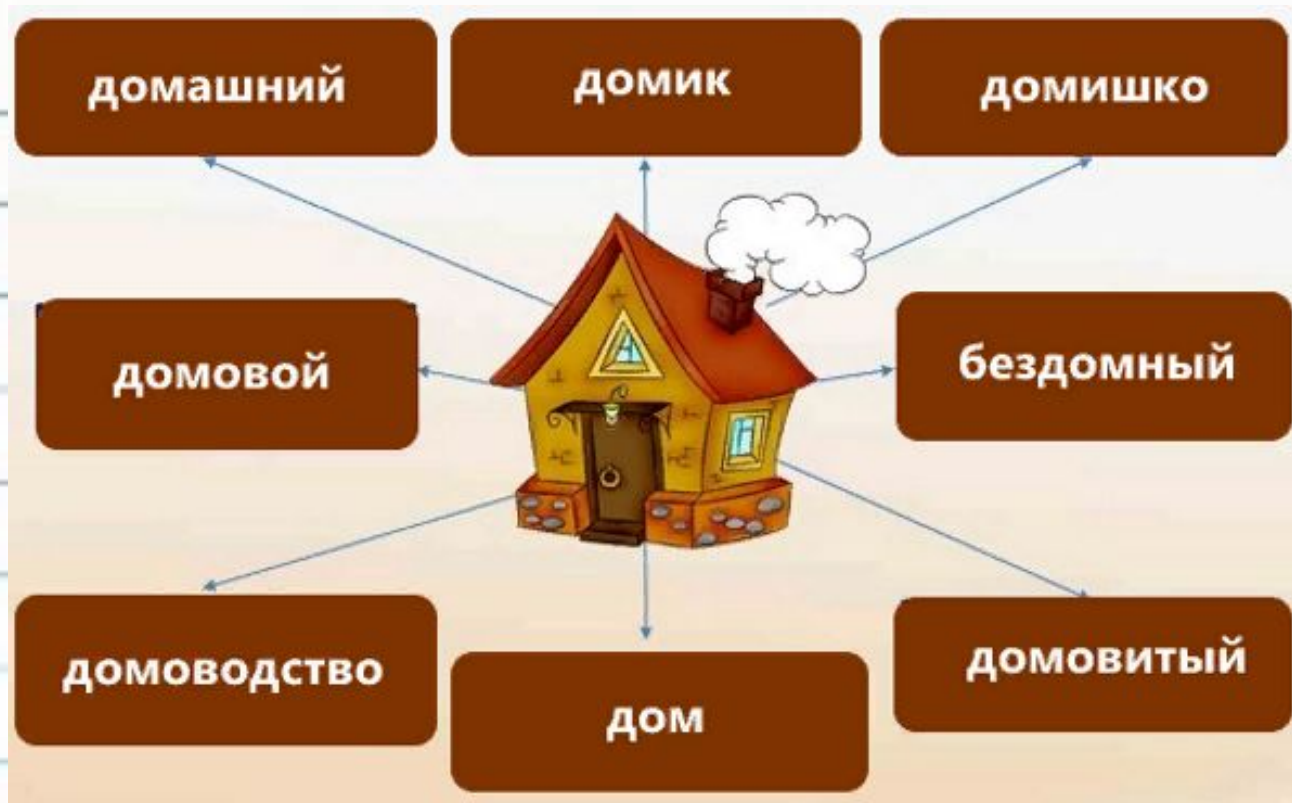 домашний
домик
домишко
домовой
бездомный
домоводство
дом
домовитый